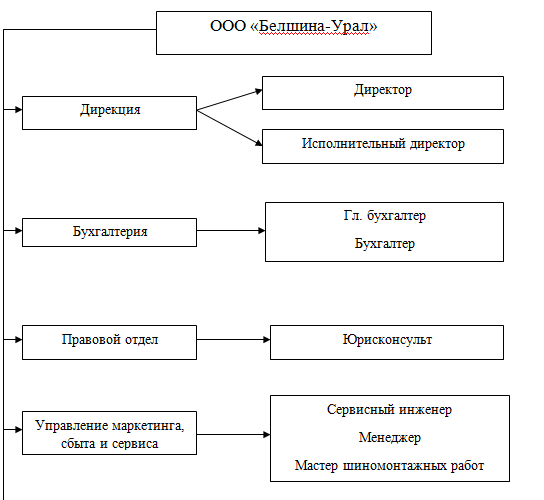 ООО «Белшина-Урал»
Дирекция
Директор
Исполнительный директор
Бухгалтерия
Гл. бухгалтер
Бухгалтер
Правовой отдел
Юрисконсульт
Управление маркетинга,
сбыта и сервиса
Сервисный инженер
Менеджер
Мастер шиномонтажных работ